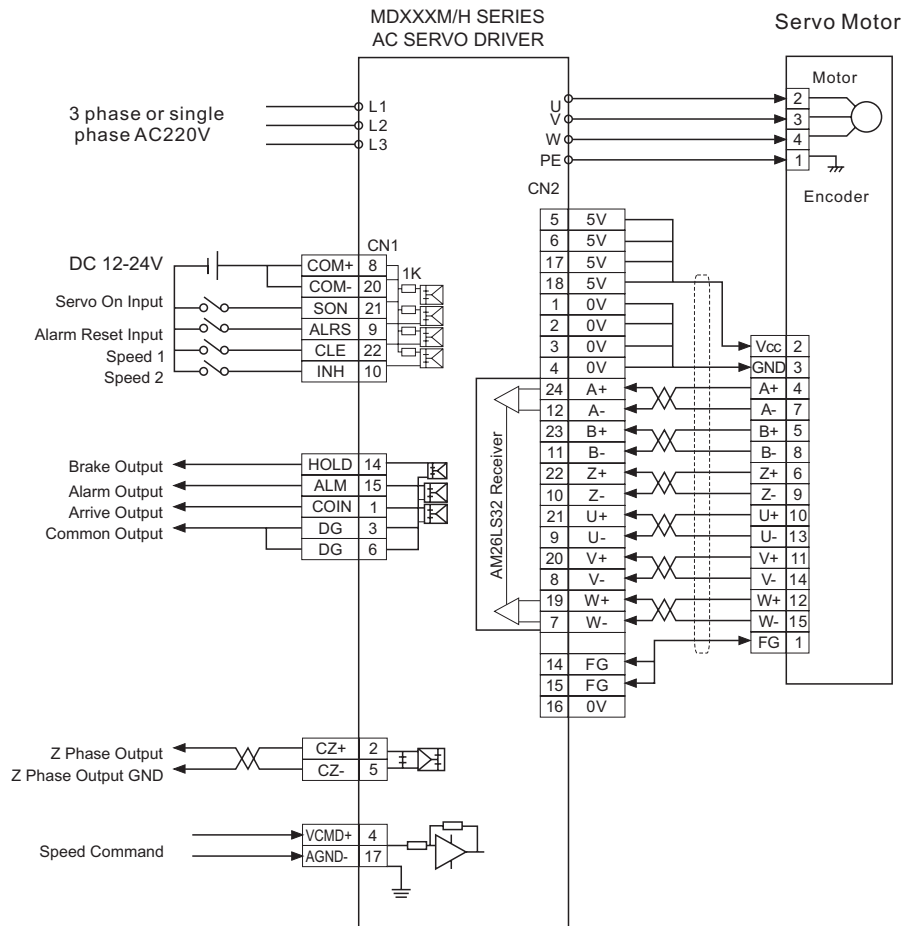 MDXXXM/H SERIES
AC SERVO DRIVER
Servo Motor
3 phase or single
phase AC220V
L1
L2
L3
U
V
W
PE
Motor
2
3
4
1
Encoder
CN2
5 5V
6 5V
17 5V
18 5V
1 0V
2 0V
3 0V
4 0V
24 A+
12 A-
23 B+
11 B-
22 Z+
10 Z-
21 U+
9 U-
20 V+
8 V-
19 W+
7 W-
14 FG
15 FG
16 0V
AM26LS32 Receiver
Vcc 2
GND 3
A+ 4
A- 7
B+ 5
B- 8
Z+ 6
Z- 9
U+ 10
U- 13
V+ 11
V- 14
W+ 12
W- 15
FG 1
CN1
1K
DC 12-24V
Servo On Input
Alarm Reset Input
Speed 1
Speed 2
COM+ 8
COM- 20
SON 21
ALRS 9
CLE 22
INH 10
Brake Output
Alarm Output
Arrive Output
Common Output
HOLD 14
ALM 15
COIN 1
DG 3
DG 6
Z Phase Output
Z Phase Output GND
CZ+ 2
CZ- 5
Speed Command
VCMD+ 4
AGND- 17